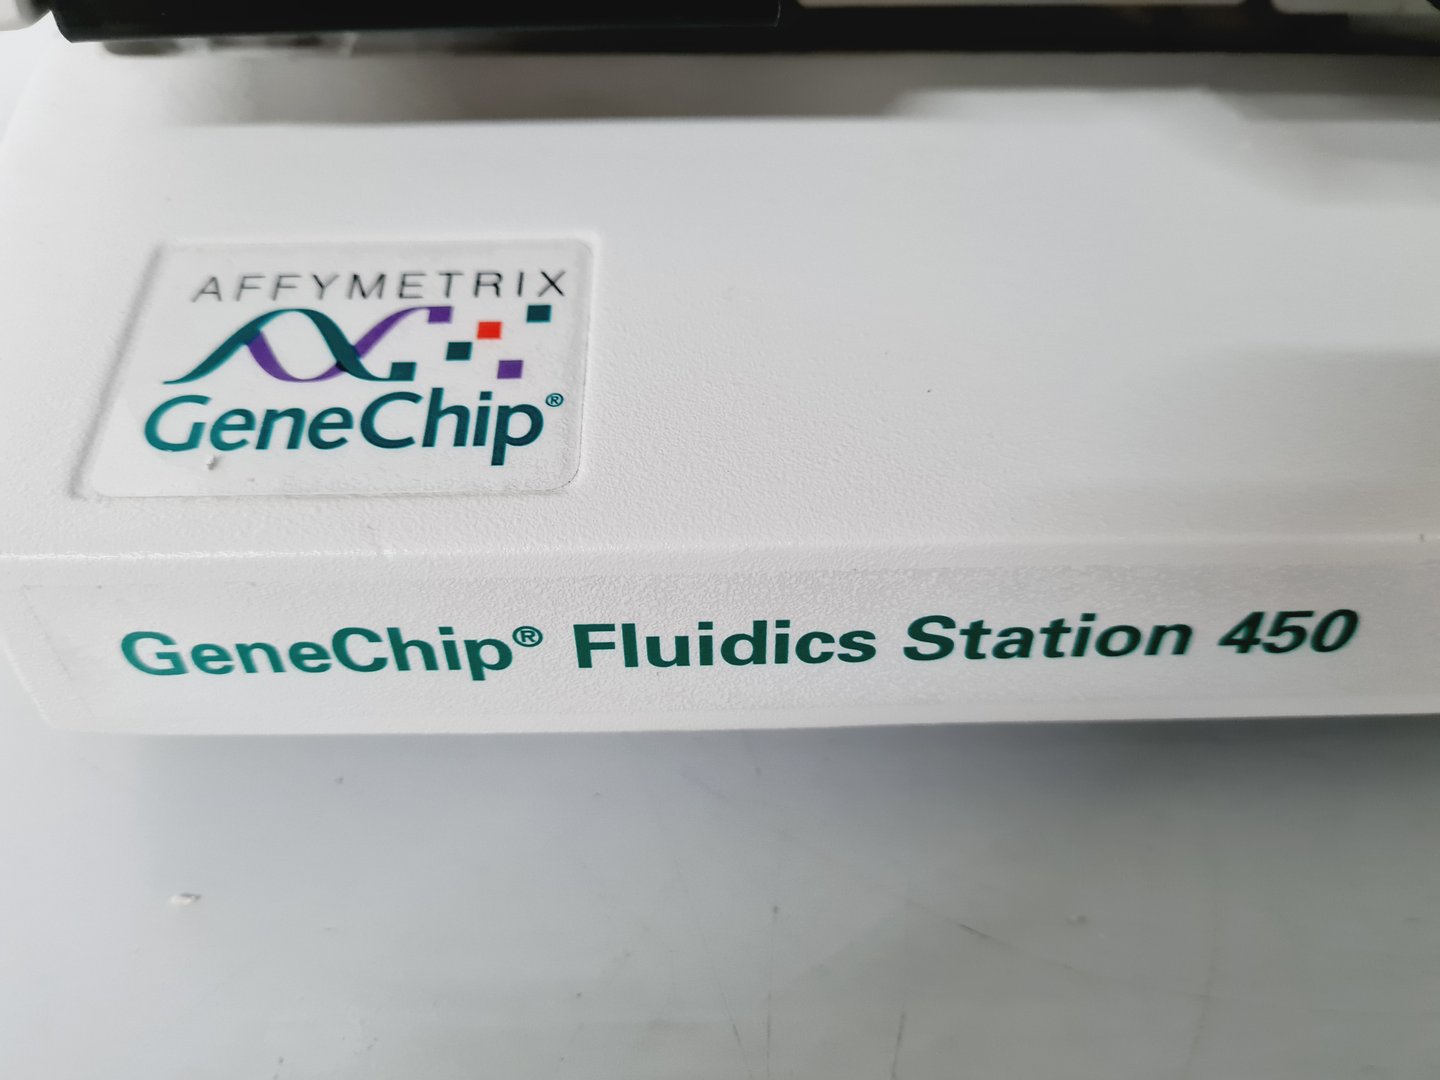 AFFYMETRIX
GeneChip®
GeneChip® Fluidics Station 450